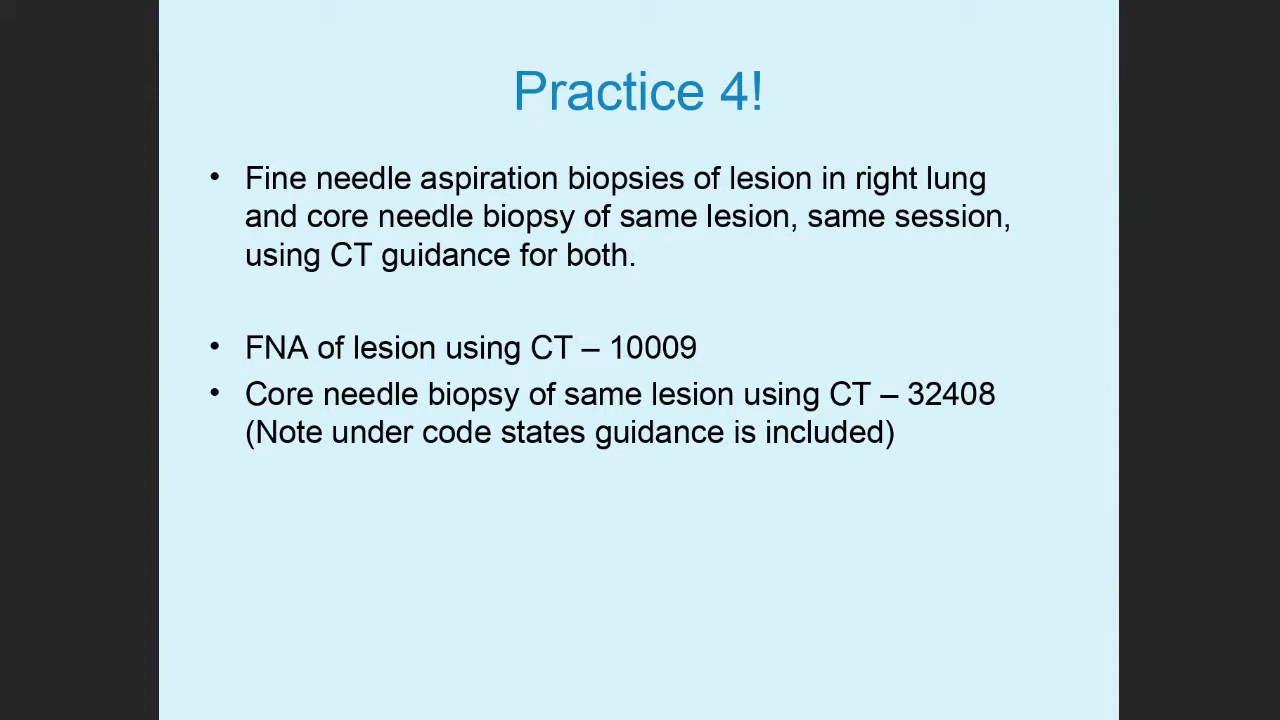 Practice 4!
• Fine needle aspiration biopsies of lesion in right lung
and core needle biopsy of same lesion, same session,
using CT guidance for both.
• FNA of lesion using CT – 10009
• Core needle biopsy of same lesion using CT – 32408
(Note under code states guidance is included)